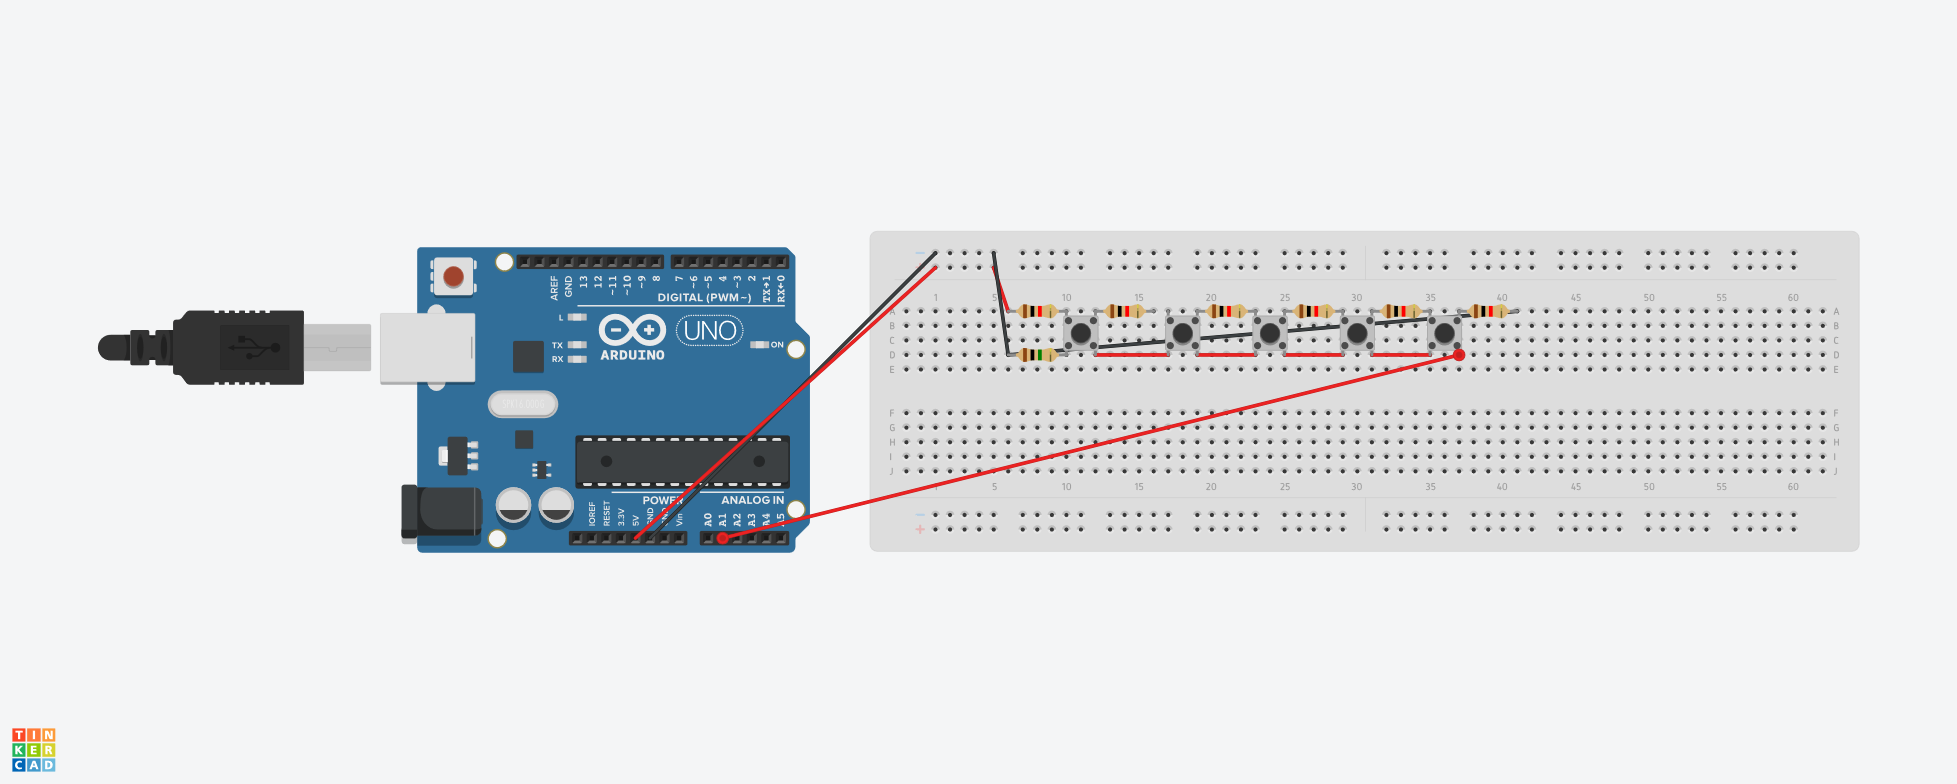 AREF
GND
13
12
~11
~10
~9
8
7
~6
~5
4
~3
2
TX→1
RX←0
DIGITAL (PWM ~)
L
TX
RX
ARDUINO
UNO
ON
POWER
ANALOG IN
IOREF
RESET
3.3V
5V
GND
Vin
A0
A1
A2
A3
A4
1 5 10 15 20 25 30 35 40 45 50 55 60
A A
B B
C C
D D
E E
F F
G G
H H
I I
J J
5 10 15 20 25 30 35 40 45 50 55 60
TIN
KER
CAD